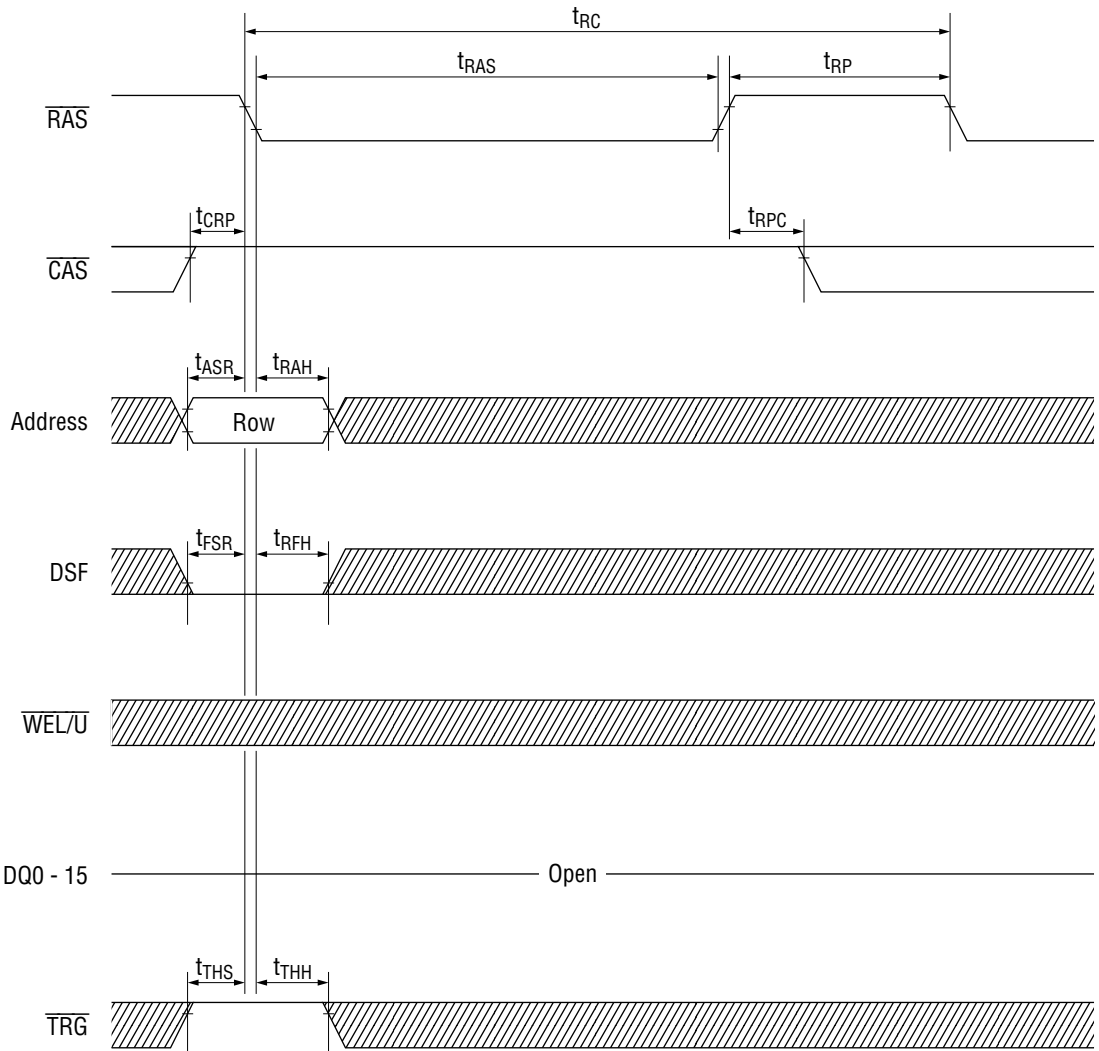 tRC
tRAS
tRP
RAS
tCRP
tRPC
CAS
tASR
tRAH
Address
Row
tFSR
tRFH
DSF
WEL/U
DQ0 - 15
Open
tTHS
tTHH
TRG